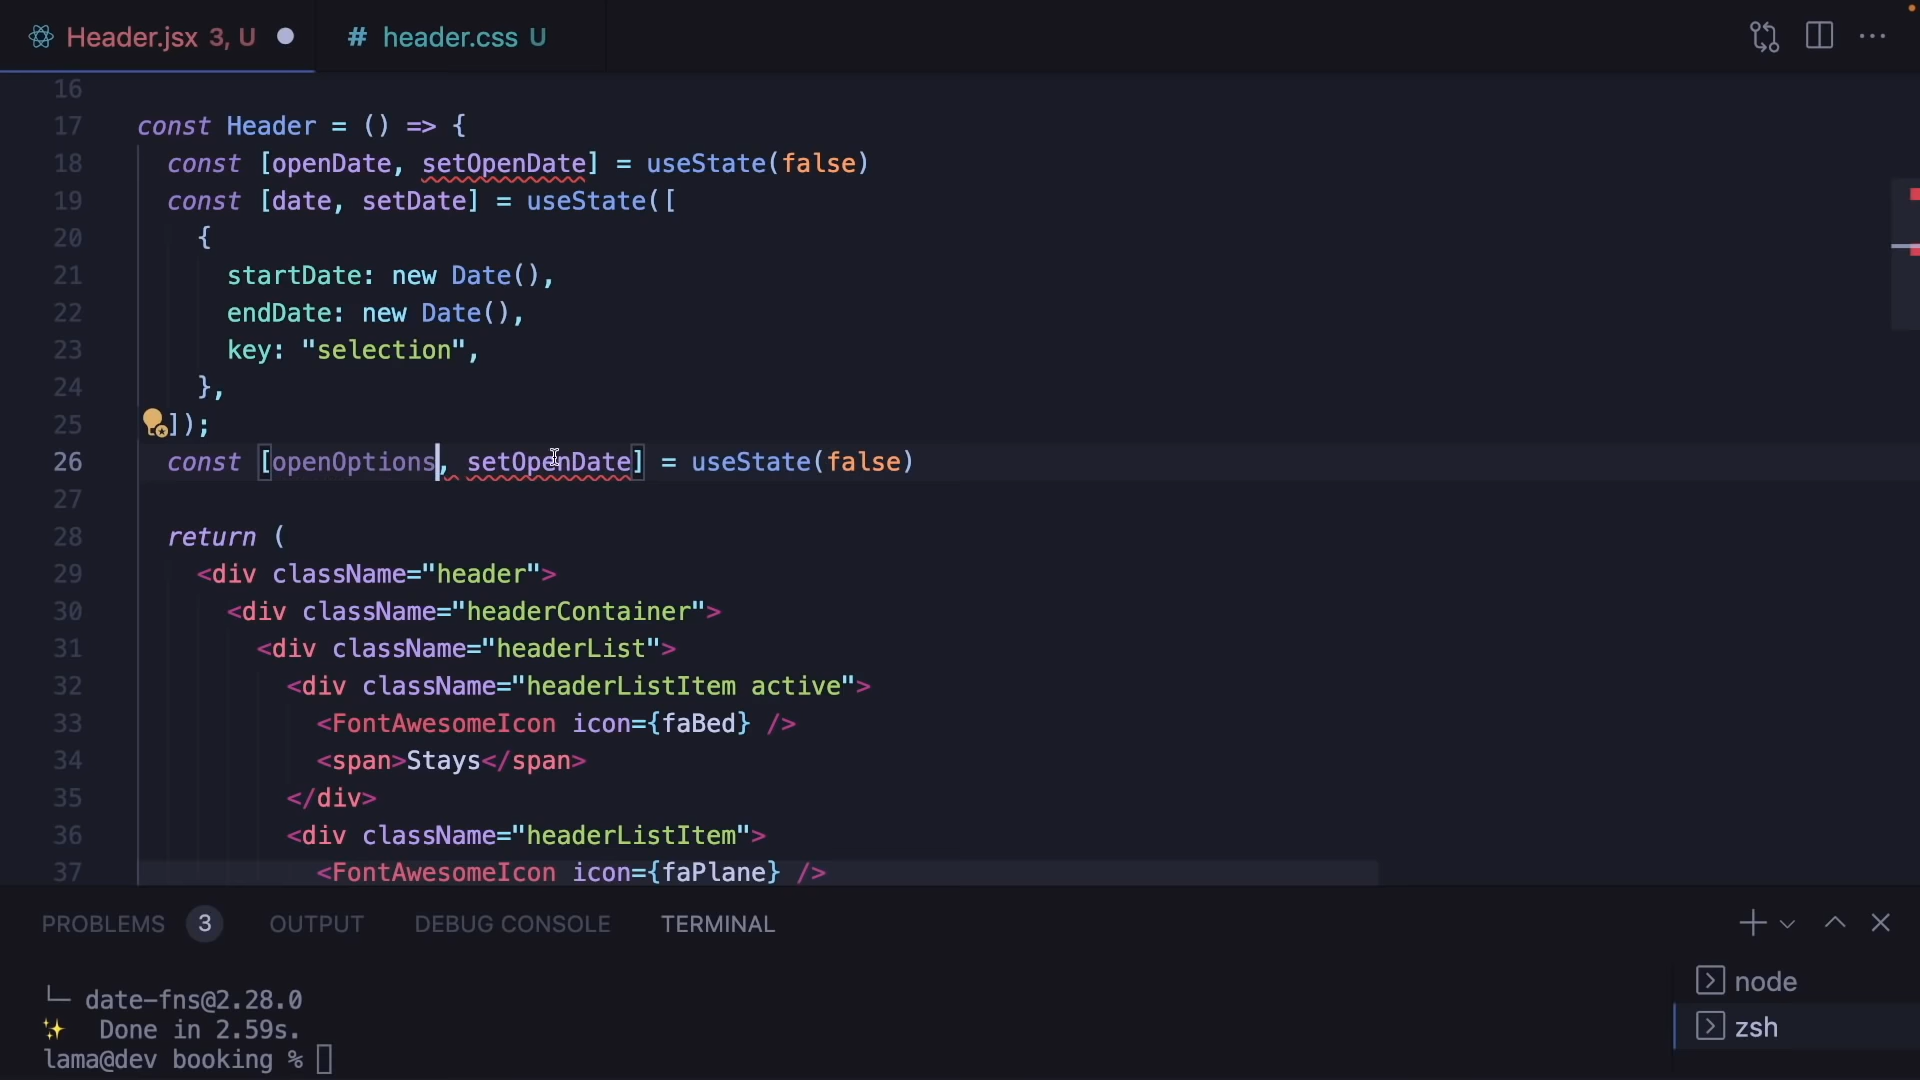 Header.jsx 3, U
# header.css U
16
17 const Header = () => {
18 const [openDate, setOpenDate] = useState(false)
19 const [date, setDate] = useState([
20 {
21 startDate: new Date(),
22 endDate: new Date(),
23 key: "selection",
24 },
25 ]);
26 const [openOptions, setOpenDate] = useState(false)
27
28 return (
29 <div className="header">
30 <div className="headerContainer">
31 <div className="headerList">
32 <div className="headerListItem active">
33 <FontAwesomeIcon icon={faBed} />
34 <span>Stays</span>
35 </div>
36 <div className="headerListItem">
37 <FontAwesomeIcon icon={faPlane} />
PROBLEMS 3 OUTPUT DEBUG CONSOLE TERMINAL
└─ date-fns@2.28.0
✨ Done in 2.59s.
lama@dev booking %
node
zsh